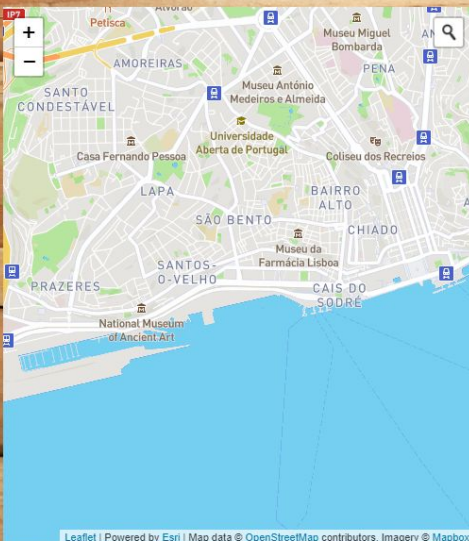 IP7
Alvorão
Petisca
+
−
Museu Miguel
Bombarda
AMOREIRAS
PENA
Museu António
Medeiros e Almeida
SANTO
CONDESTÁVEL
Universidade
Aberta de Portugal
Casa Fernando Pessoa
Coliseu dos Recreios
LAPA
BAIRRO
ALTO
SÃO BENTO
CHIADO
Museu da
Farmácia Lisboa
SANTOS-
O-VELHO
PRAZERES
CAIS DO
SODRÉ
National Museum
of Ancient Art
Leaflet | Powered by Esri | Map data © OpenStreetMap contributors, Imagery © Mapbox